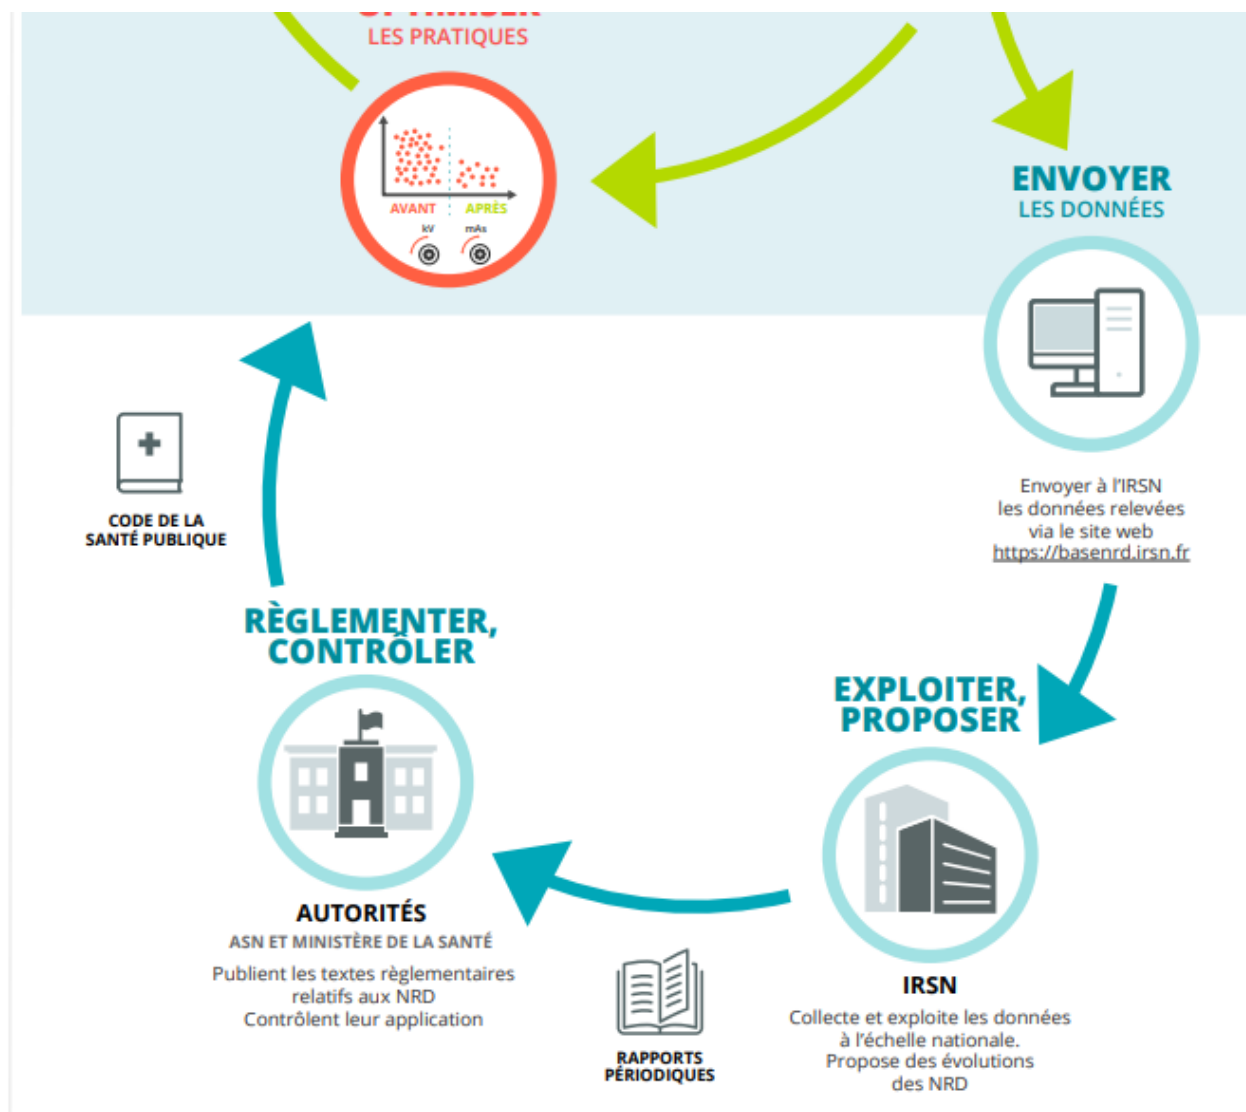 OPTIMISER
LES PRATIQUES
AVANT
APRÈS
kV
mAs
ENVOYER
LES DONNÉES
Envoyer à l'IRSN
les données relevées
via le site web
https://basenrd.irsn.fr
CODE DE LA
SANTÉ PUBLIQUE
RÈGLEMENTER,
CONTRÔLER
EXPLOITER,
PROPOSER
AUTORITÉS
ASN ET MINISTÈRE DE LA SANTÉ
Publient les textes règlementaires
relatifs aux NRD
Contrôlent leur application
RAPPORTS
PÉRIODIQUES
IRSN
Collecte et exploite les données
à l'échelle nationale.
Propose des évolutions
des NRD